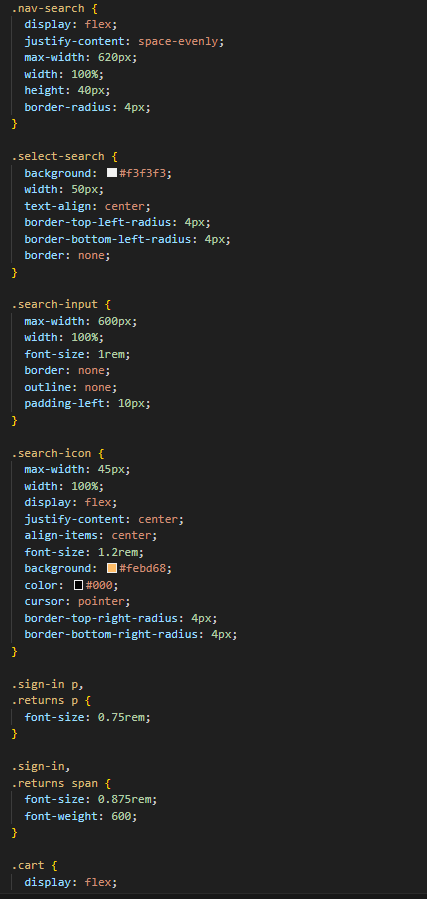 .nav-search {
display: flex;
justify-content: space-evenly;
max-width: 620px;
width: 100%;
height: 40px;
border-radius: 4px;
}
.select-search {
background: #f3f3f3;
width: 50px;
text-align: center;
border-top-left-radius: 4px;
border-bottom-left-radius: 4px;
border: none;
}
.search-input {
max-width: 600px;
width: 100%;
font-size: 1rem;
border: none;
outline: none;
padding-left: 10px;
}
.search-icon {
max-width: 45px;
width: 100%;
display: flex;
justify-content: center;
align-items: center;
font-size: 1.2rem;
background: #febd68;
color: #000;
cursor: pointer;
border-top-right-radius: 4px;
border-bottom-right-radius: 4px;
}
.sign-in p,
.returns p {
font-size: 0.75rem;
}
.sign-in,
.returns span {
font-size: 0.875rem;
font-weight: 600;
}
.cart {
display: flex;